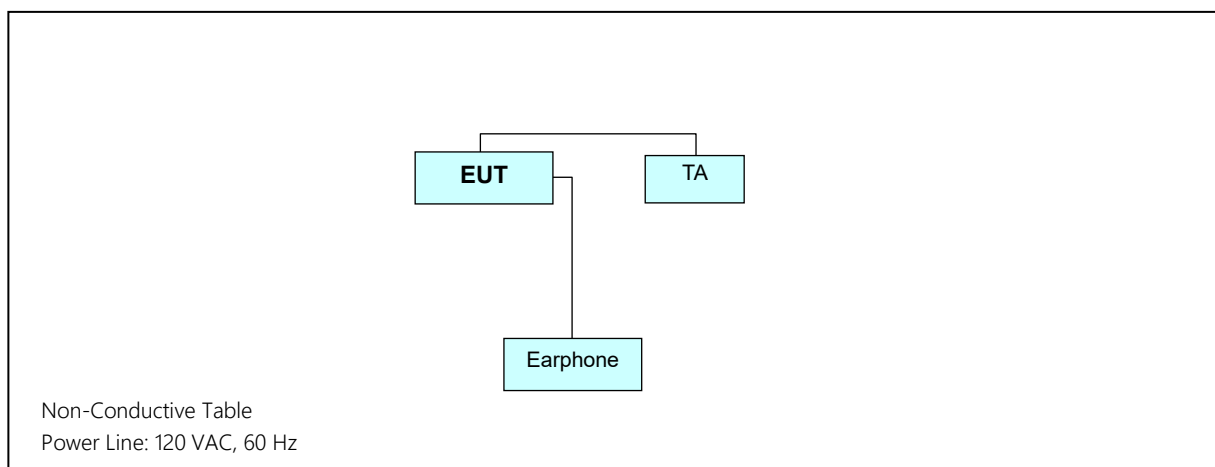 EUT
TA
Earphone
Non-Conductive Table
Power Line: 120 VAC, 60 Hz